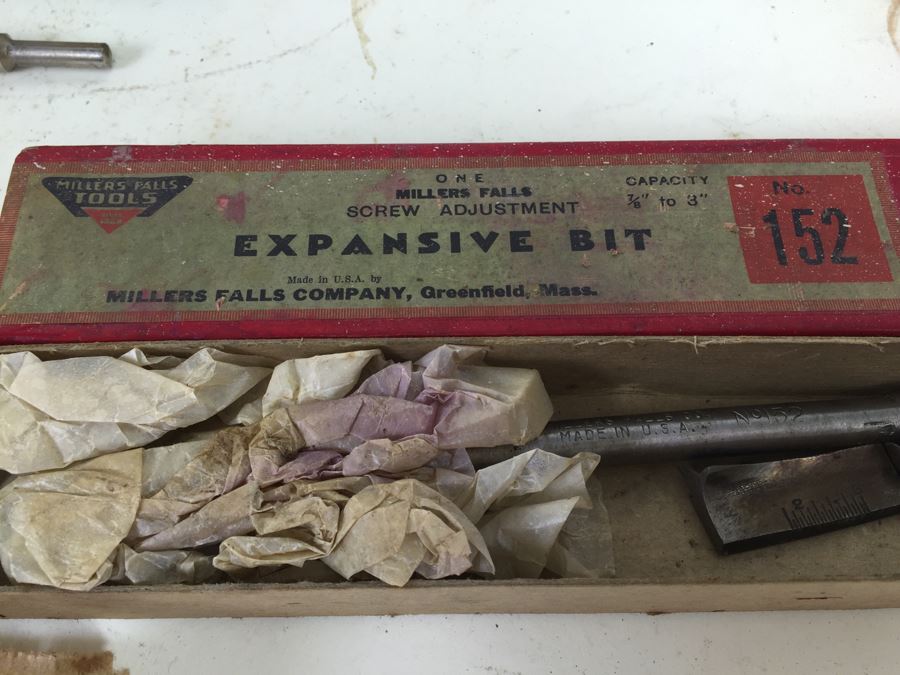 MILLERS FALLS
TOOLS
ONE
MILLERS FALLS
SCREW ADJUSTMENT
EXPANSIVE BIT
Made in U.S.A. by
MILLERS FALLS COMPANY, Greenfield, Mass.
CAPACITY
7/8" to 3"
No.
152
MADE IN U.S.A.
No 152
2